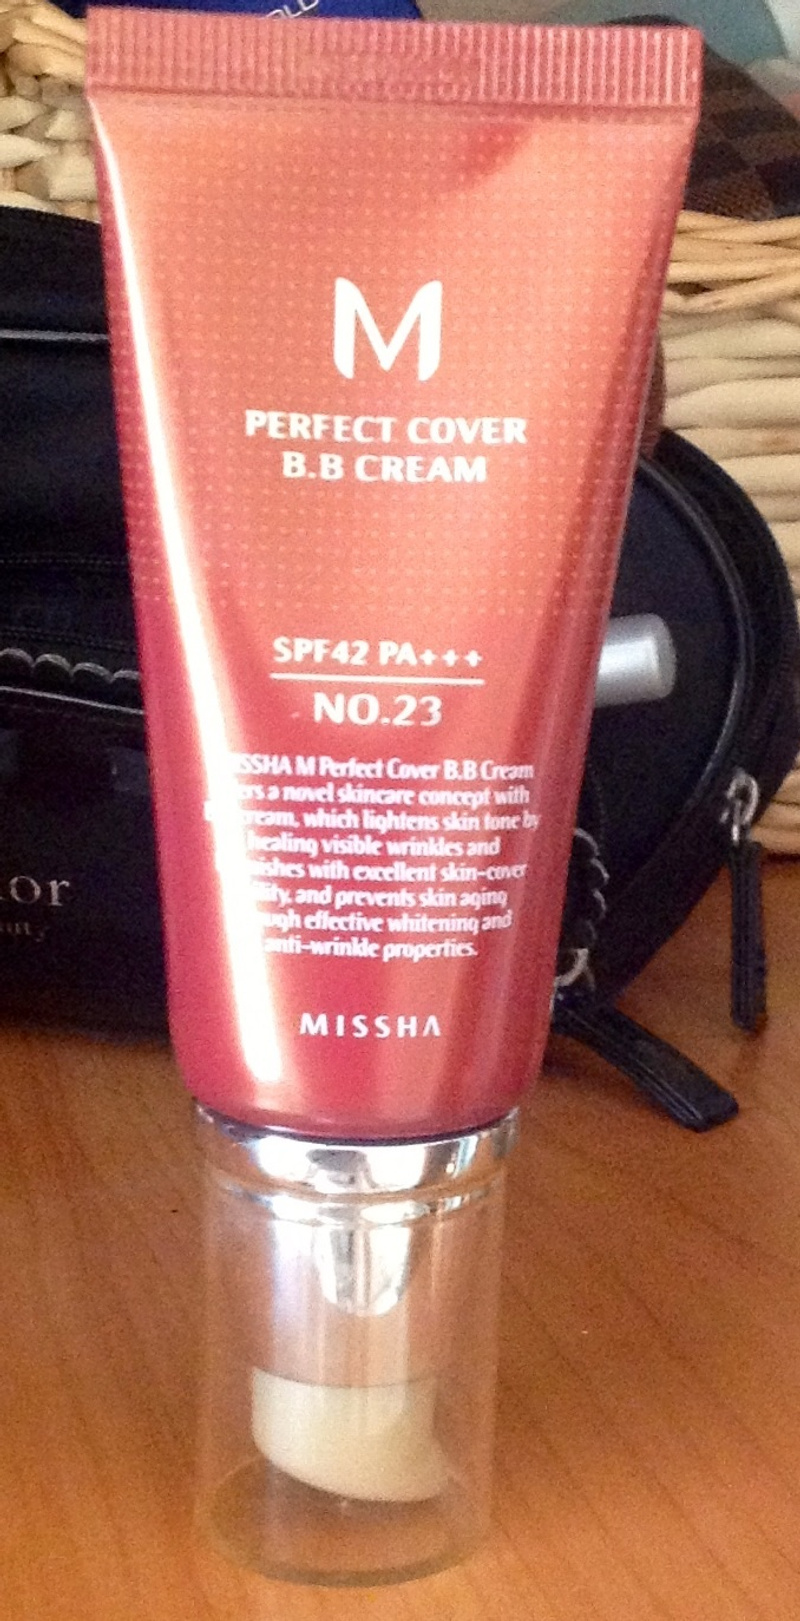 M
PERFECT COVER
B.B CREAM
SPF42 PA+++
NO.23
M Perfect Cover B.B Cream
a novel skincare concept with
which lightens skin tone by
healing visible wrinkles and
with excellent skin-cover
and prevents skin aging
effective whitening and
anti-wrinkle properties.
MISSHA